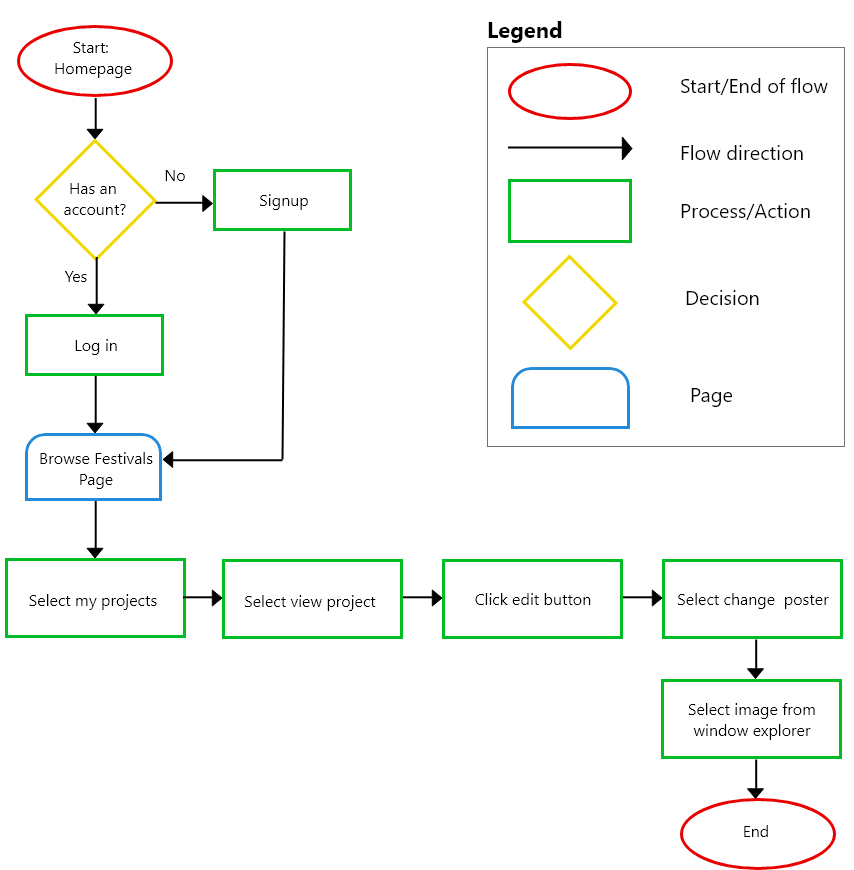 Start:
Homepage
Has an
account?
No
Signup
Yes
Log in
Browse Festivals
Page
Select my projects
Select view project
Click edit button
Select change  poster
Select image from
window explorer
End
Legend
Start/End of flow
Flow direction
Process/Action
Decision
Page